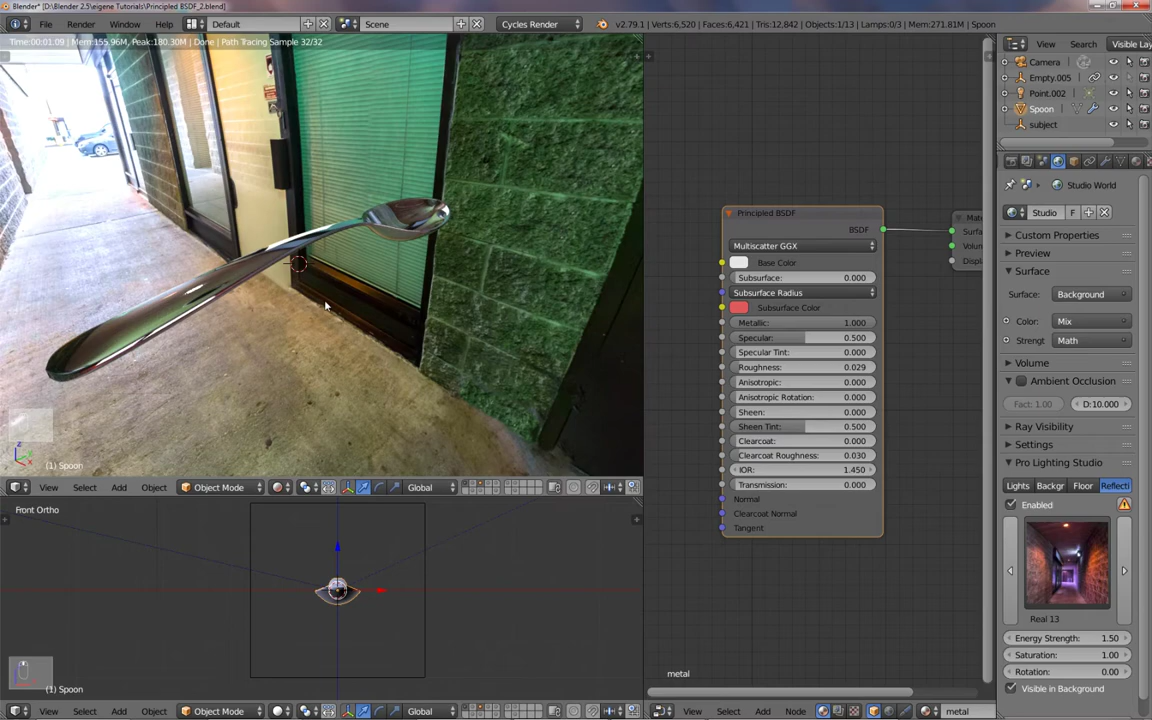 Blender* [D:\Blender 2.5\eigene Tutorials\Principled BSDF_2.blend]
File Render Window Help Default Scene Cycles Render v2.79.1 | Verts:6,520 | Faces:6,421 | Tris:12,842 | Objects:1/13 | Lamps:0/3 | Mem:271.81M | Spoon
Time:00:01.09 | Mem:155.96M, Peak:180.30M | Done | Path Tracing Sample 32/32
(1) Spoon
View Select Add Object Object Mode Global
Front Ortho
(1) Spoon
View Select Add Object Object Mode Global
Principled BSDF
BSDF
Multiscatter GGX
Base Color
Subsurface: 0.000
Subsurface Radius
Subsurface Color
Metallic: 1.000
Specular: 0.500
Specular Tint: 0.000
Roughness: 0.029
Anisotropic: 0.000
Anisotropic Rotation: 0.000
Sheen: 0.000
Sheen Tint: 0.500
Clearcoat: 0.000
Clearcoat Roughness: 0.030
IOR: 1.450
Transmission: 0.000
Normal
Clearcoat Normal
Tangent
Mate
Surfa
Volun
Displ
metal
View Select Add Node metal
View Search Visible Lay
Camera
Empty.005
Point.002
Spoon
subject
Studio World
Studio F
Custom Properties
Preview
Surface
Surface: Background
Color: Mix
Strengt Math
Volume
Ambient Occlusion
Fact: 1.00 D:10.000
Ray Visibility
Settings
Pro Lighting Studio
Lights Backgr Floor Reflecti
Enabled
Real 13
Energy Strength: 1.50
Saturation: 1.00
Rotation: 0.00
Visible in Background